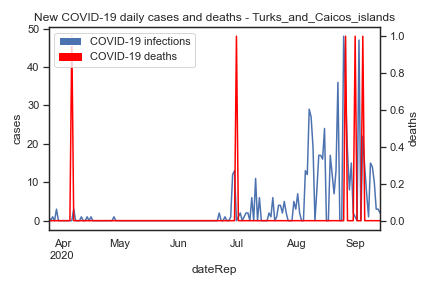 New COVID-19 daily cases and deaths - Turks_and_Caicos_islands
COVID-19 infections
COVID-19 deaths
50
40
30
20
10
0
cases
1.0
0.8
0.6
0.4
0.2
0.0
deaths
Apr May Jun Jul Aug Sep
2020
dateRep